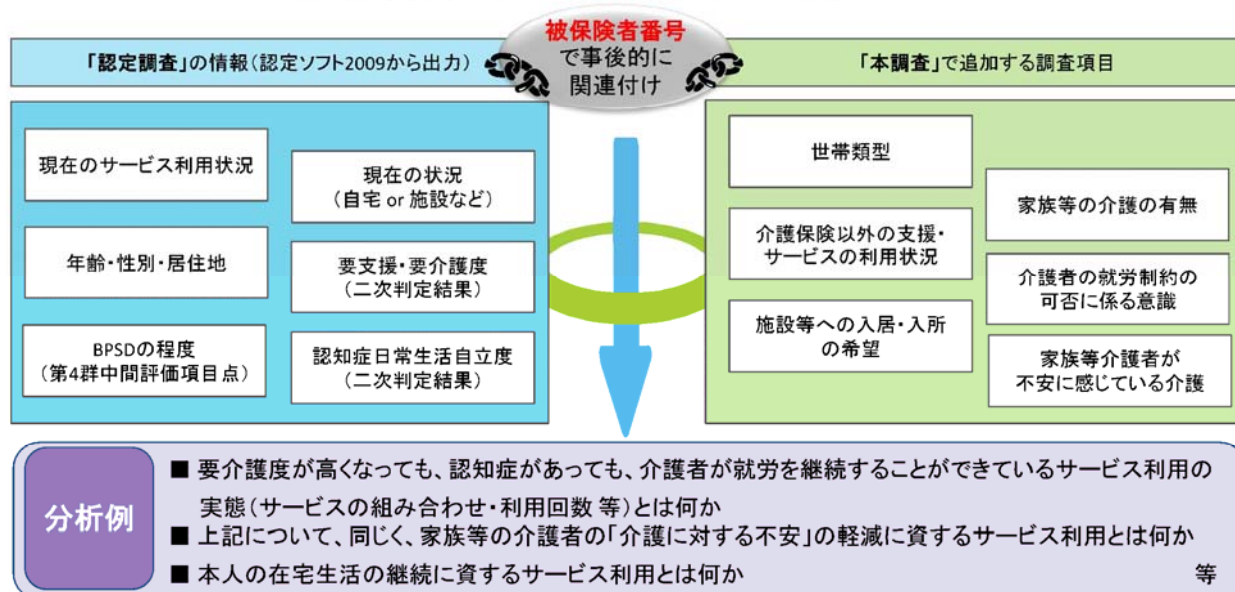 被保険者番号
で事後的に
関連付け
「認定調査」の情報(認定ソフト2009から出力)
「本調査」で追加する調査項目
現在のサービス利用状況
現在の状況
(自宅 or 施設など)
年齢・性別・居住地
要支援・要介護度
(二次判定結果)
BPSDの程度
(第4群中間評価項目点)
認知症日常生活自立度
(二次判定結果)
世帯類型
家族等の介護の有無
介護保険以外の支援・
サービスの利用状況
介護者の就労制約の
可否に係る意識
施設等への入居・入所
の希望
家族等介護者が
不安に感じている介護
分析例
■ 要介護度が高くなっても、認知症があっても、介護者が就労を継続することができているサービス利用の
実態(サービスの組み合わせ・利用回数 等)とは何か
■ 上記について、同じく、家族等の介護者の「介護に対する不安」の軽減に資するサービス利用とは何か
■ 本人の在宅生活の継続に資するサービス利用とは何か
等